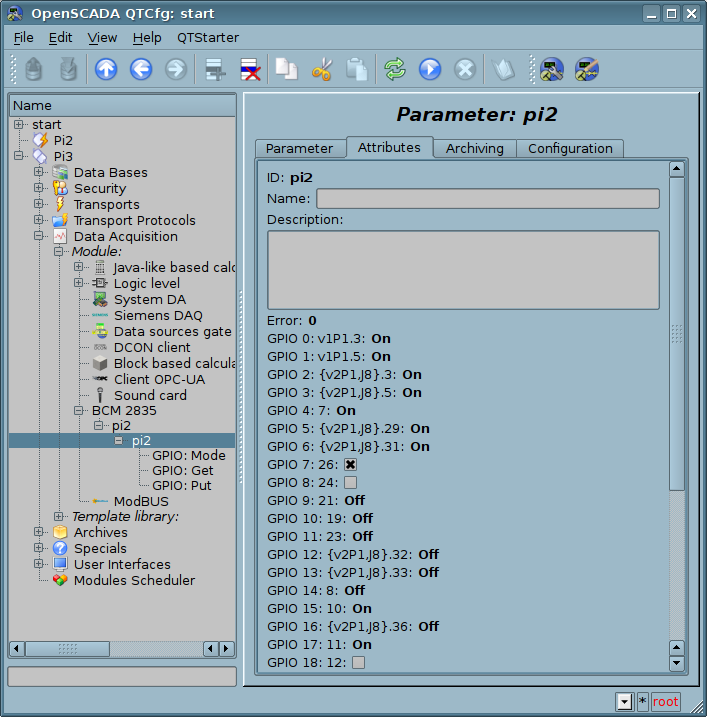 OpenSCADA QTCfg: start
File Edit View Help QTStarter
Name
start
Pi2
Pi3
Data Bases
Security
Transports
Transport Protocols
Data Acquisition
Module:
Java-like based calc
Logic level
System DA
Siemens DAQ
Data sources gate
DCON client
Block based calcula
Client OPC-UA
Sound card
BCM 2835
pi2
pi2
GPIO: Mode
GPIO: Get
GPIO: Put
ModBUS
Template library:
Archives
Specials
User Interfaces
Modules Scheduler
Parameter: pi2
Parameter Attributes Archiving Configuration
ID: pi2
Name:
Description:
Error: 0
GPIO 0: v1P1.3: On
GPIO 1: v1P1.5: On
GPIO 2: {v2P1,J8}.3: On
GPIO 3: {v2P1,J8}.5: On
GPIO 4: 7: On
GPIO 5: {v2P1,J8}.29: On
GPIO 6: {v2P1,J8}.31: On
GPIO 7: 26:
GPIO 8: 24:
GPIO 9: 21: Off
GPIO 10: 19: Off
GPIO 11: 23: Off
GPIO 12: {v2P1,J8}.32: Off
GPIO 13: {v2P1,J8}.33: Off
GPIO 14: 8: Off
GPIO 15: 10: On
GPIO 16: {v2P1,J8}.36: Off
GPIO 17: 11: On
GPIO 18: 12:
* root